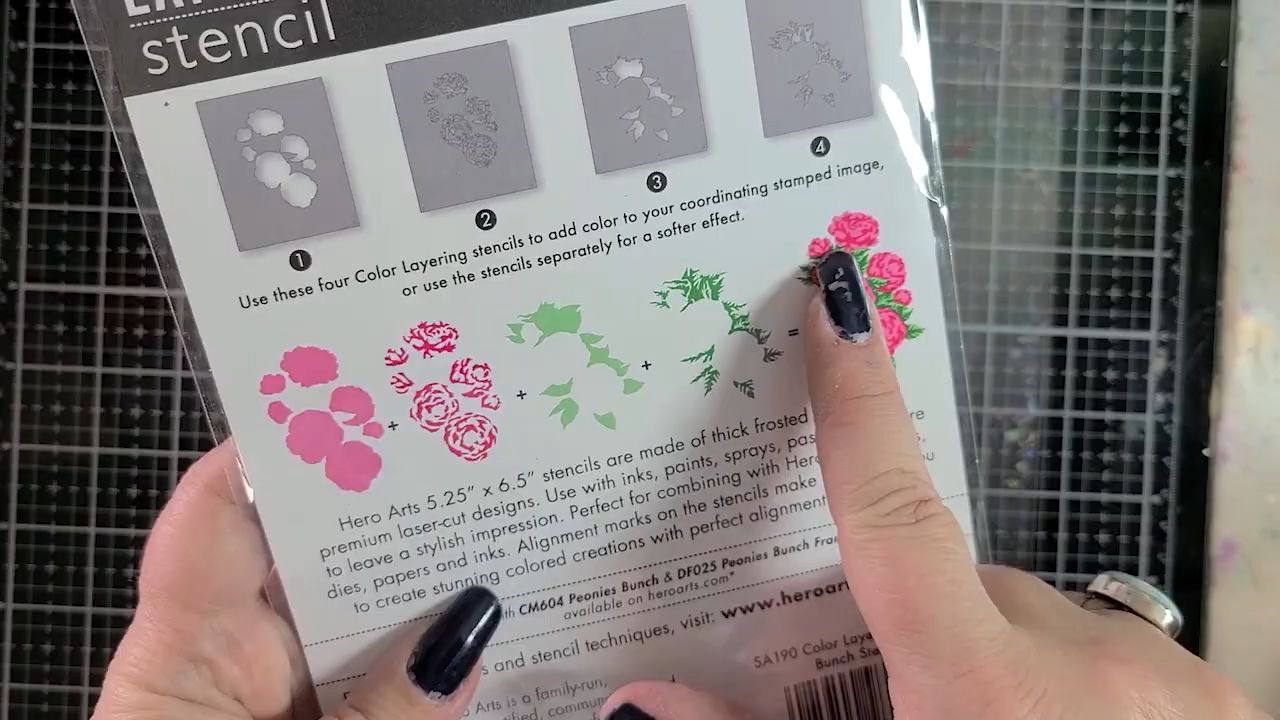 stencil
1 2 3 4
Use these four Color Layering stencils to add color to your coordinating stamped image,
or use the stencils separately for a softer effect.
+ + + =
Hero Arts 5.25" x 6.5" stencils are made of thick frosted
premium laser-cut designs. Use with inks, paints, sprays,
to leave a stylish impression. Perfect for combining with
dies, papers and inks. Alignment marks on the stencils make
to create stunning colored creations with perfect alignment
CM604 Peonies Bunch & DF025 Peonies Bunch
available on heroarts.com*
s and stencil techniques, visit: www.heroar
Arts is a family-run,
SA190 Color Laye
Bunch Ste